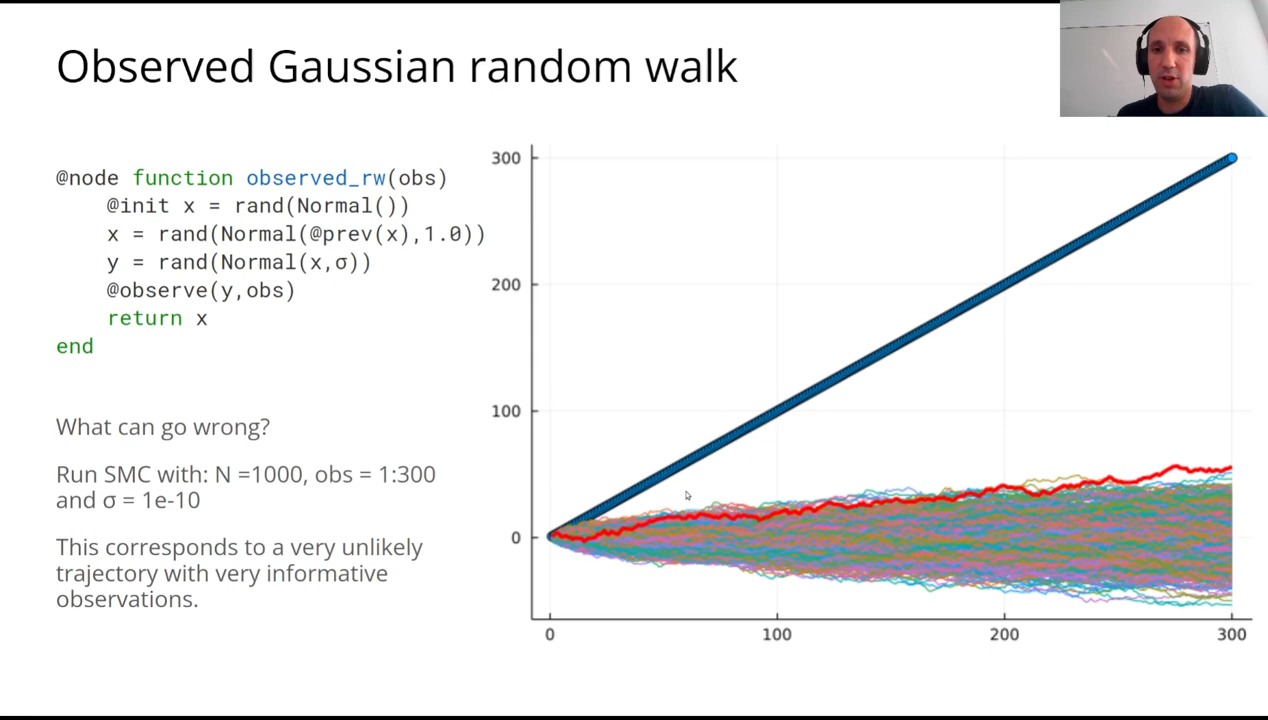 Observed Gaussian random walk
@node function observed_rw(obs)
@init x = rand(Normal())
x = rand(Normal(@prev(x),1.0))
y = rand(Normal(x,σ))
@observe(y,obs)
return x
end
What can go wrong?
Run SMC with: N =1000, obs = 1:300
and σ = 1e-10
This corresponds to a very unlikely
trajectory with very informative
observations.
300
200
100
0
0
100
200
300